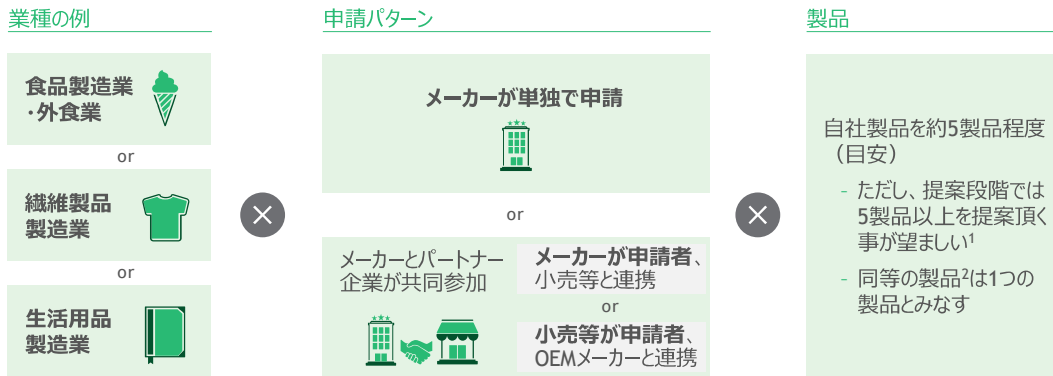 業種の例
食品製造業
・外食業
or
繊維製品
製造業
or
生活用品
製造業
申請パターン
メーカーが単独で申請
or
メーカーとパートナー
企業が共同参加
メーカーが申請者、
小売等と連携
or
小売等が申請者、
OEMメーカーと連携
製品
自社製品を約5製品程度
（目安）
- ただし、提案段階では
5製品以上を提案頂く
事が望ましい¹
- 同等の製品²は1つの
製品とみなす